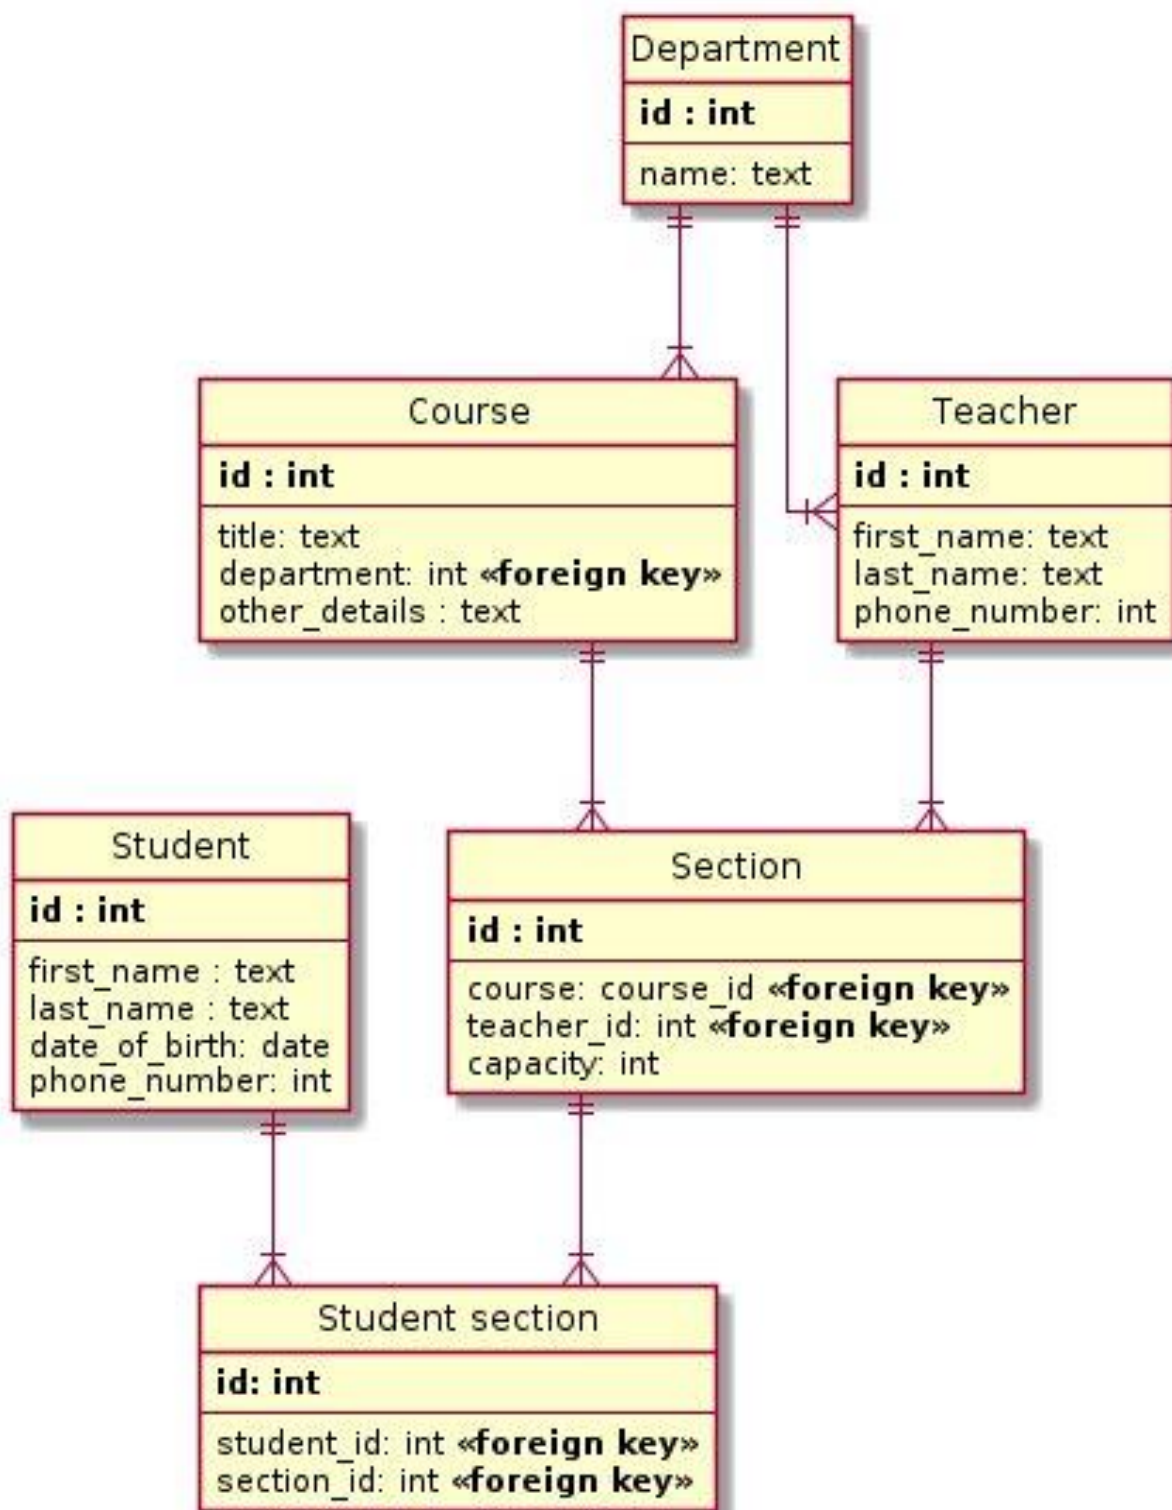 Department
id : int
name: text
Course
id : int
title: text
department: int «foreign key»
other_details : text
Teacher
id : int
first_name: text
last_name: text
phone_number: int
Student
id : int
first_name : text
last_name : text
date_of_birth: date
phone_number: int
Section
id : int
course: course_id «foreign key»
teacher_id: int «foreign key»
capacity: int
Student section
id: int
student_id: int «foreign key»
section_id: int «foreign key»